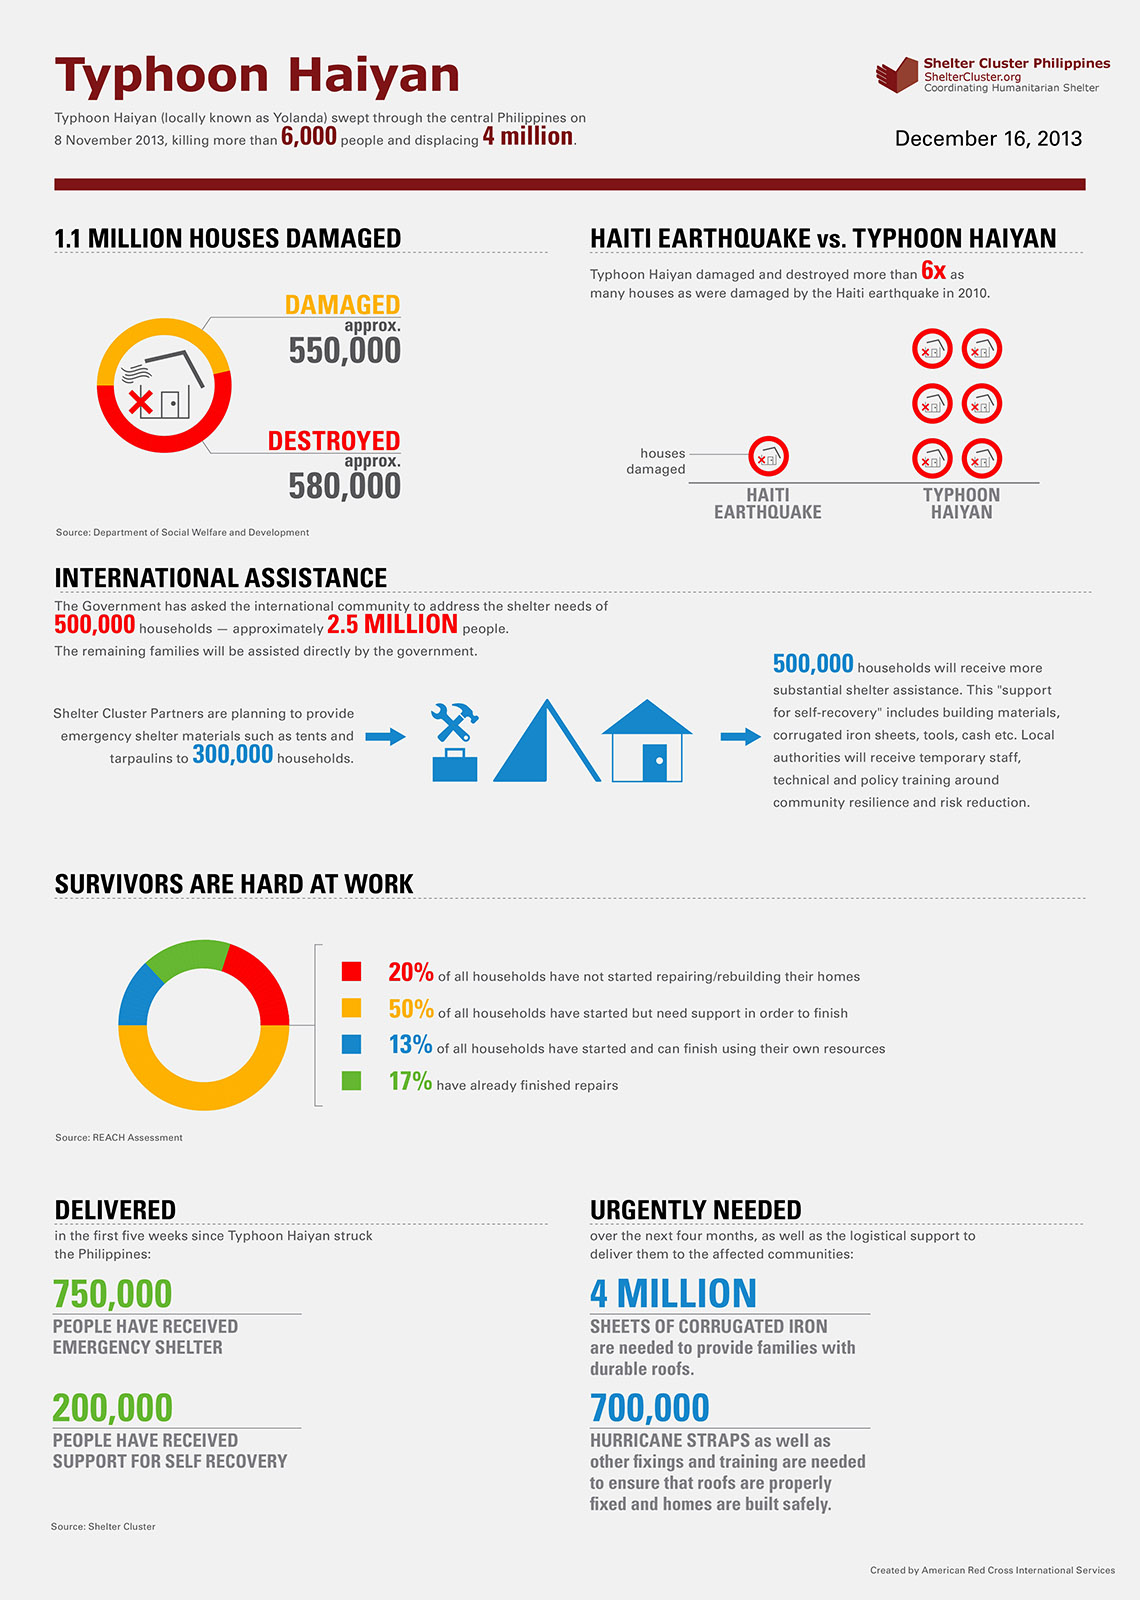 Typhoon Haiyan
Typhoon Haiyan (locally known as Yolanda) swept through the central Philippines on
8 November 2013, killing more than 6,000 people and displacing 4 million.
Shelter Cluster Philippines
ShelterCluster.org
Coordinating Humanitarian Shelter
December 16, 2013
1.1 MILLION HOUSES DAMAGED
DAMAGED
approx.
550,000
DESTROYED
approx.
580,000
Source: Department of Social Welfare and Development
HAITI EARTHQUAKE vs. TYPHOON HAIYAN
Typhoon Haiyan damaged and destroyed more than 6x as
many houses as were damaged by the Haiti earthquake in 2010.
houses
damaged
HAITI
EARTHQUAKE
TYPHOON
HAIYAN
INTERNATIONAL ASSISTANCE
The Government has asked the international community to address the shelter needs of
500,000 households — approximately 2.5 MILLION people.
The remaining families will be assisted directly by the government.
Shelter Cluster Partners are planning to provide
emergency shelter materials such as tents and
tarpaulins to 300,000 households.
500,000 households will receive more
substantial shelter assistance. This "support
for self-recovery" includes building materials,
corrugated iron sheets, tools, cash etc. Local
authorities will receive temporary staff,
technical and policy training around
community resilience and risk reduction.
SURVIVORS ARE HARD AT WORK
20% of all households have not started repairing/rebuilding their homes
50% of all households have started but need support in order to finish
13% of all households have started and can finish using their own resources
17% have already finished repairs
Source: REACH Assessment
DELIVERED
in the first five weeks since Typhoon Haiyan struck
the Philippines:
750,000
PEOPLE HAVE RECEIVED
EMERGENCY SHELTER
200,000
PEOPLE HAVE RECEIVED
SUPPORT FOR SELF RECOVERY
Source: Shelter Cluster
URGENTLY NEEDED
over the next four months, as well as the logistical support to
deliver them to the affected communities:
4 MILLION
SHEETS OF CORRUGATED IRON
are needed to provide families with
durable roofs.
700,000
HURRICANE STRAPS as well as
other fixings and training are needed
to ensure that roofs are properly
fixed and homes are built safely.
Created by American Red Cross International Services